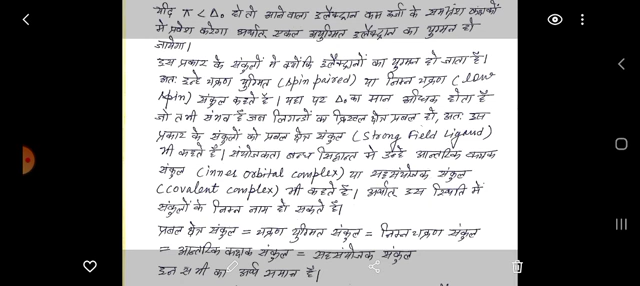 यदि π < Δ₀ हो तो आनेवाला इलैक्ट्रान कम ऊर्जा के समभ्रंश कक्षकों
में प्रवेश करेगा अर्थात् एकल अयुग्मित इलैक्ट्रान का युग्मन हो
जायेगा।
इस प्रकार के संकुलों में क्योंकि इलैक्ट्रानों का युग्मन हो जाता है।
अतः इन्हें चक्रण युग्मित (spin paired) या निम्न चक्रण (low
spin) संकुल कहते हैं। यहा पर Δ₀ का मान अधिक होता है
जो तभी संभव है जब लिगन्डों का क्रिस्टल क्षेत्र प्रबल हो, अतः इस
प्रकार के संकुलों को प्रबल क्षेत्र संकुल (Strong Field Ligand)
भी कहते हैं। संयोजकता बन्ध सिद्धान्त में इन्हें आन्तरिक कक्षक
संकुल (inner orbital complex) या सहसंयोजक संकुल
(covalent complex) भी कहते हैं। अर्थात् इस स्थिति में
संकुलों के निम्न नाम हो सकते हैं।
प्रबल क्षेत्र संकुल = चक्रण युग्मित संकुल = निम्न चक्रण संकुल
= आन्तरिक कक्षक संकुल = सहसंयोजक संकुल
इन सभी का अर्थ समान है।